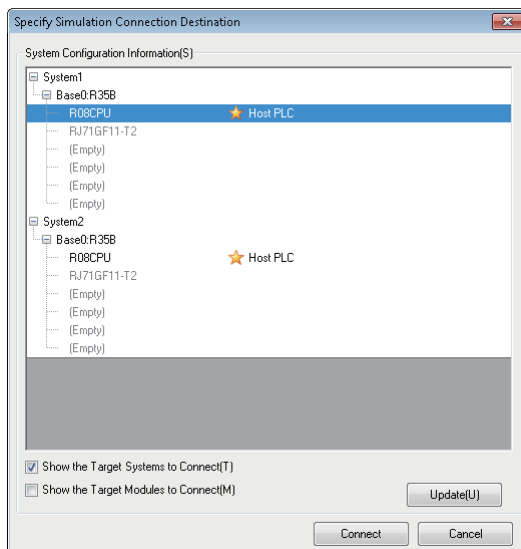 Specify Simulation Connection Destination
System Configuration Information(S)
System1
Base0:R35B
R08CPU Host PLC
RJ71GF11-T2
(Empty)
(Empty)
(Empty)
(Empty)
System2
Base0:R35B
R08CPU Host PLC
RJ71GF11-T2
(Empty)
(Empty)
(Empty)
(Empty)
Show the Target Systems to Connect(T)
Show the Target Modules to Connect(M)
Update(U)
Connect Cancel